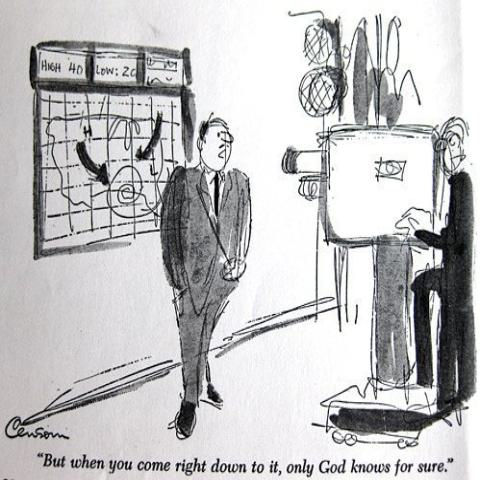 HIGH 40 LOW: 20
H
L
Censoni
"But when you come right down to it, only God knows for sure."